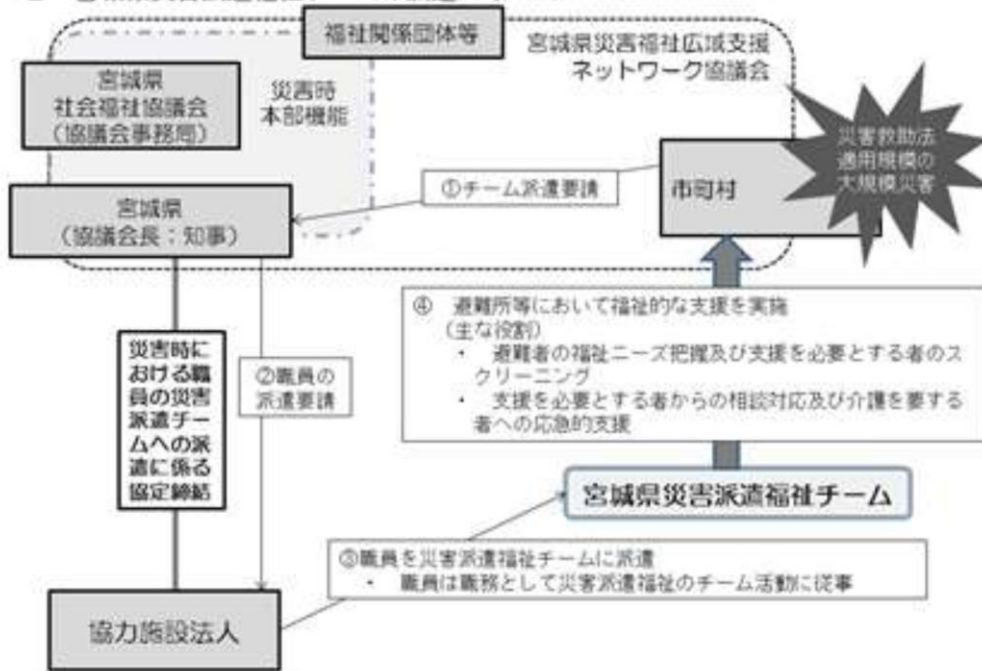 福祉関係団体等
宮城県災害福祉広域支援
ネットワーク協議会
宮城県
社会福祉協議会
(協議会事務局)
災害時
本部機能
災害救助法
適用規模の
大規模災害
市町村
①チーム派遣要請
宮城県
(協議会長;知事)
④ 避難所等において福祉的な支援を実施
(主な役割)
・ 避難者の福祉ニーズ把握及び支援を必要とする者のス
クリーニング
・ 支援を必要とする者からの相談対応及び介護を要する
者への応急的支援
災害時に
おける職
員の災害
派遣チー
ムへの派
遣に係る
協定締結
②職員の
派遣要請
宮城県災害派遣福祉チーム
③職員を災害派遣福祉チームに派遣
・ 職員は職務として災害派遣福祉のチーム活動に従事
協力施設法人